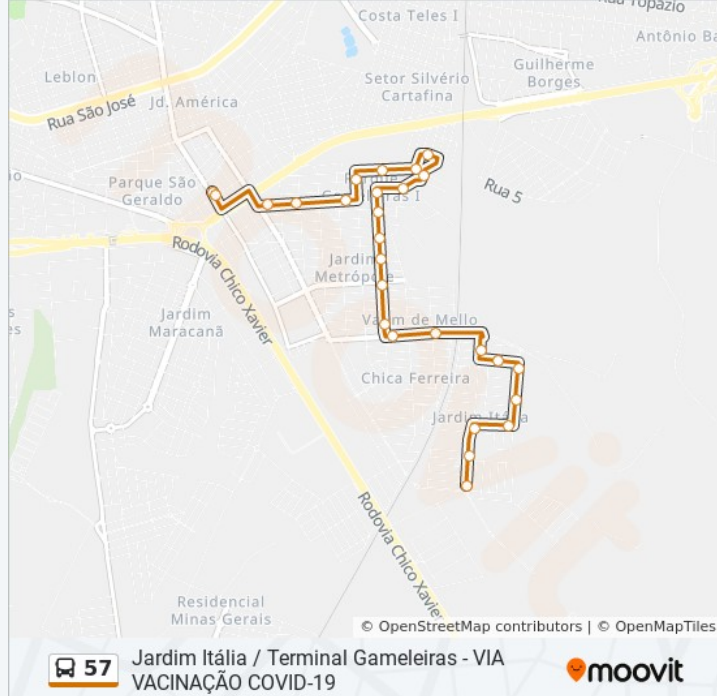 Topázio
Costa Teles I
Antônio Ba
Guilherme
Borges
Leblon
Setor Silvério
Cartafina
Rua São José
Jd. América
Rua 5
Parque São
Geraldo
Parque
Gameleiras I
Rodovia Chico Xavier
Jardim
Metrópole
Jardim
Maracanã
Valim de Mello
Chica Ferreira
Jardim Itália
Rodovia Chico Xavier
Residencial
Minas Gerais
© OpenStreetMap contributors | © OpenMapTiles
57
Jardim Itália / Terminal Gameleiras - VIA
VACINAÇÃO COVID-19
moovit